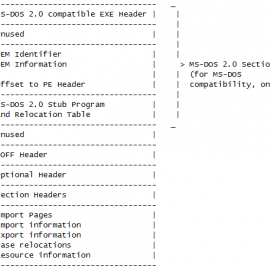 S-DOS 2.0 compatible EXE Header |
nused |
EM Identifier
EM Information > MS-DOS 2.0 Sectio
(for MS-DOS
ffset to PE Header | compatibility, on
S-DOS 2.0 Stub Program
nd Relocation Table |
nused |
OFF Header |
ptional Header |
ection Headers |
mport Pages
mport information |
xport information |
ase relocations |
esource information |